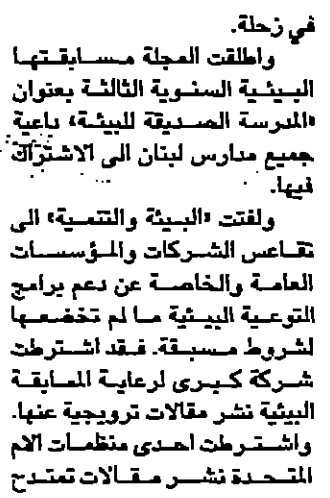 في زحلة.
واطلقت المجلة مسابقتها
البيئية السنوية الثالثة بعنوان
«المدرسة الصديقة للبيئة» داعية
جميع مدارس لبنان الى الاشتراك
فيها.
ولفتت «البيئة والتنمية» الى
تقاعس الشركات والمؤسسات
العامة والخاصة عن دعم برامج
التوعية البيئية ما لم تخضعها
لشروط مسبقة. فقد اشترطت
شركة كبرى لرعاية المسابقة
البيئية نشر مقالات ترويجية عنها.
واشترطت احدى منظمات الامم
المتحدة نشر مقالات تمتدح